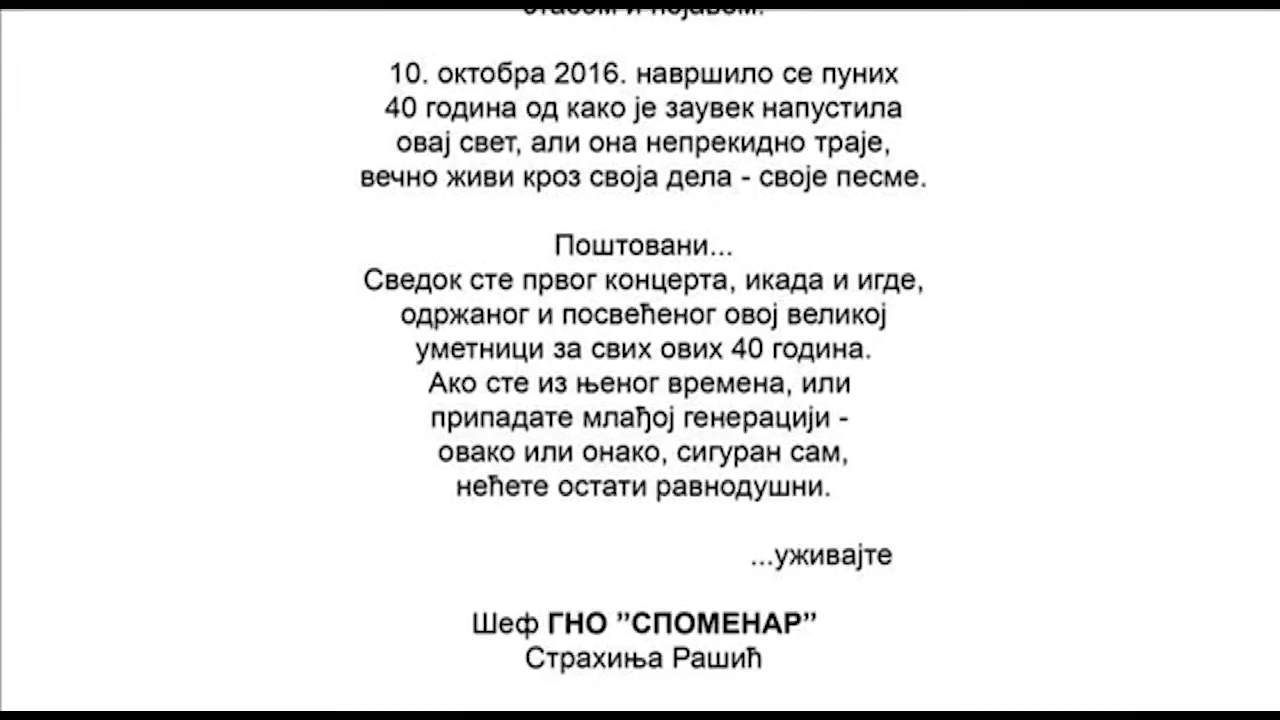 10. октобра 2016. навршило се пуних
40 година од како је заувек напустила
овај свет, али она непрекидно траје,
вечно живи кроз своја дела - своје песме.
Поштовани...
Сведок сте првог концерта, икада и игде,
одржаног и посвећеног овој великој
уметници за свих ових 40 година.
Ако сте из њеног времена, или
припадате млађој генерацији -
овако или онако, сигуран сам,
нећете остати равнодушни.
...уживајте
Шеф ГНО ”СПОМЕНАР”
Страхиња Рашић